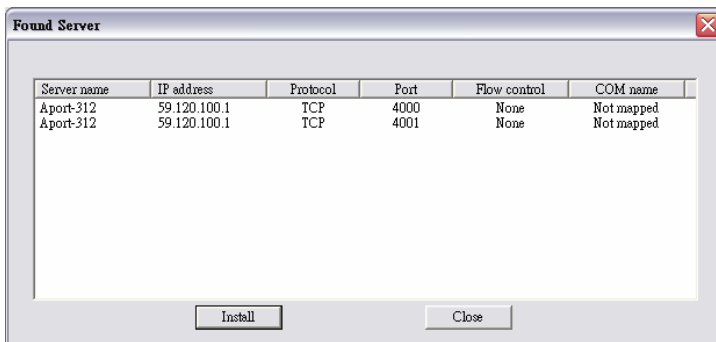 Found Server
Server name IP address Protocol Port Flow control COM name
Aport-312 59.120.100.1 TCP 4000 None Not mapped
Aport-312 59.120.100.1 TCP 4001 None Not mapped
Install Close